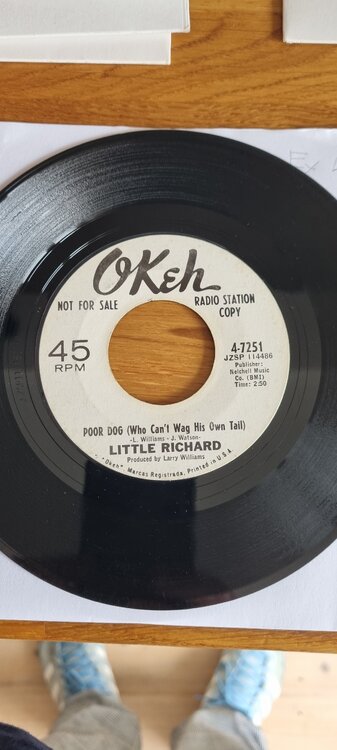 OKeh
NOT FOR SALE
RADIO STATION
COPY
45
RPM
4-7251
JZSP 114486
Publisher:
Nelchell Music
Co. (BMI)
Time: 2:50
POOR DOG (Who Can't Wag His Own Tail)
-L. Williams - J. Watson-
LITTLE RICHARD
Produced by Larry Williams
"Okeh" Marcas Registrada. Printed in U.S.A.